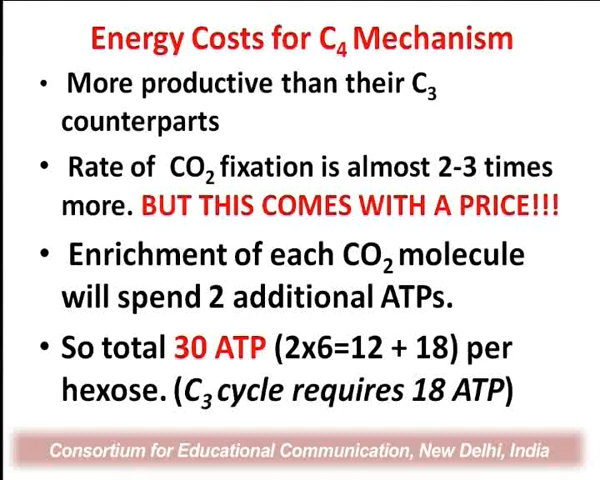 Energy Costs for C4 Mechanism
• More productive than their C3
counterparts
• Rate of CO2 fixation is almost 2-3 times
more. BUT THIS COMES WITH A PRICE!!!
• Enrichment of each CO2 molecule
will spend 2 additional ATPs.
• So total 30 ATP (2x6=12 + 18) per
hexose. (C3 cycle requires 18 ATP)
Consortium for Educational Communication, New Delhi, India